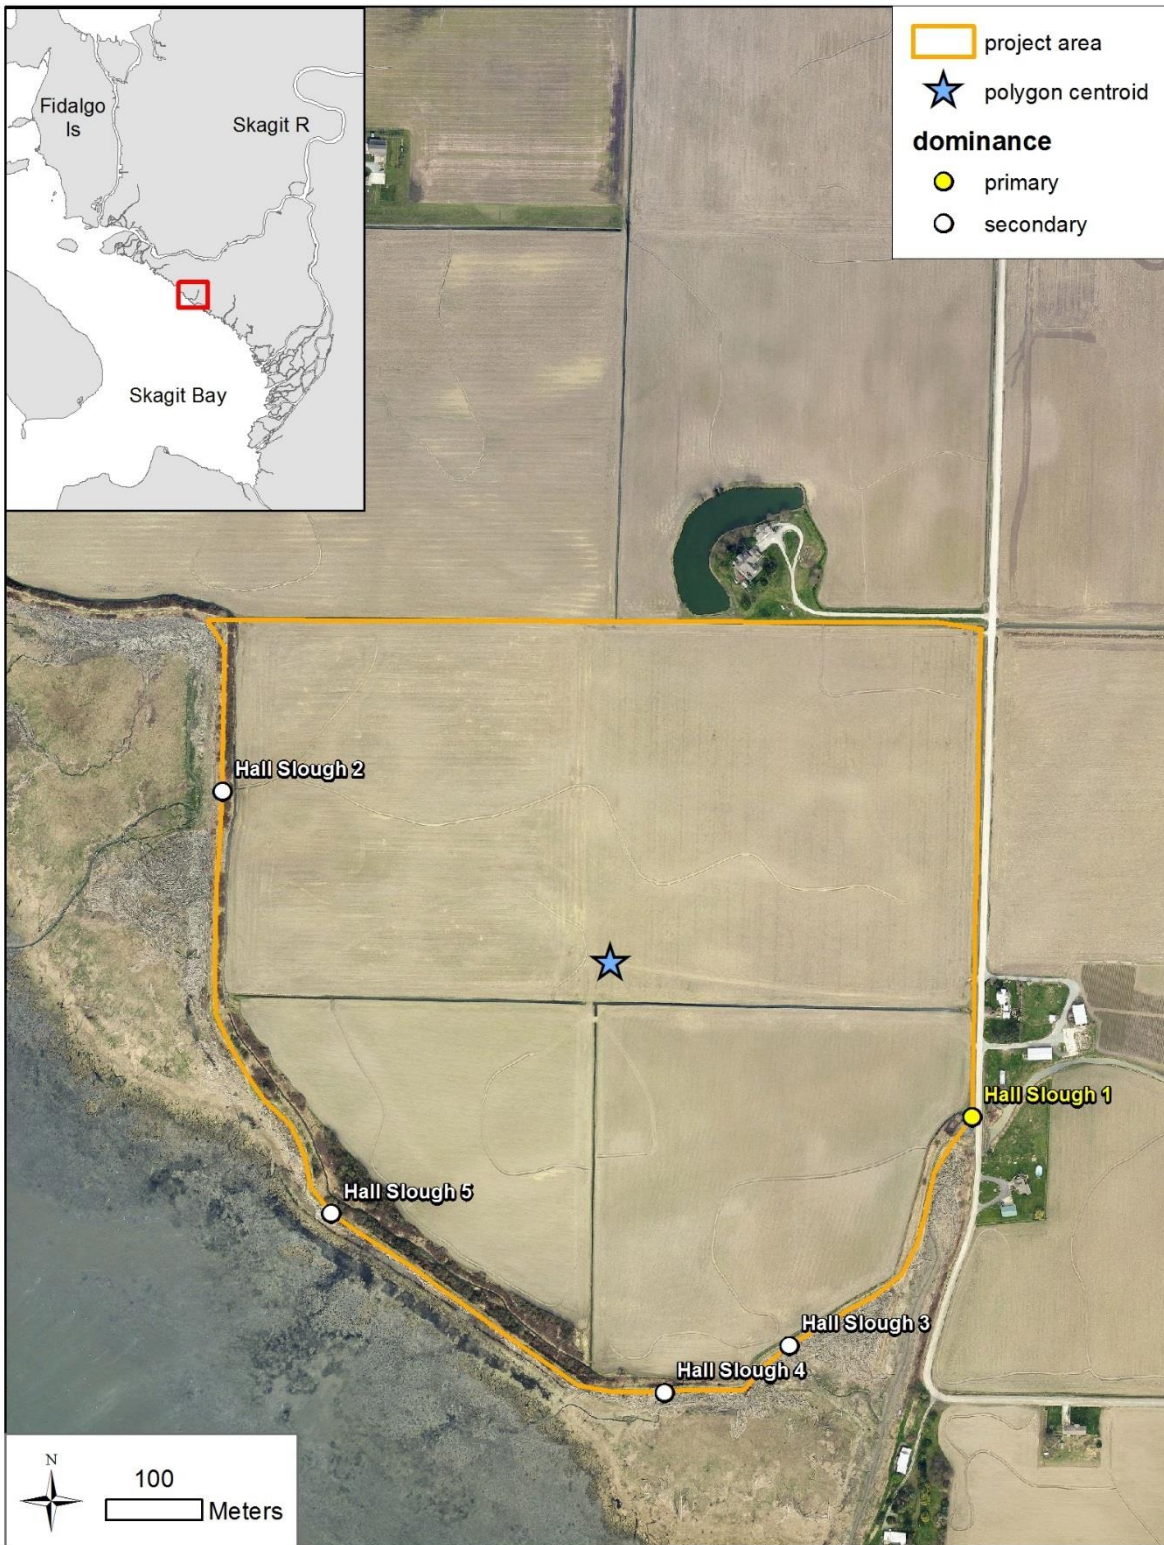 Fidalgo
Is
Skagit R
Skagit Bay
project area
polygon centroid
dominance
primary
secondary
Hall Slough 2
Hall Slough 1
Hall Slough 5
Hall Slough 3
Hall Slough 4
N
100
Meters